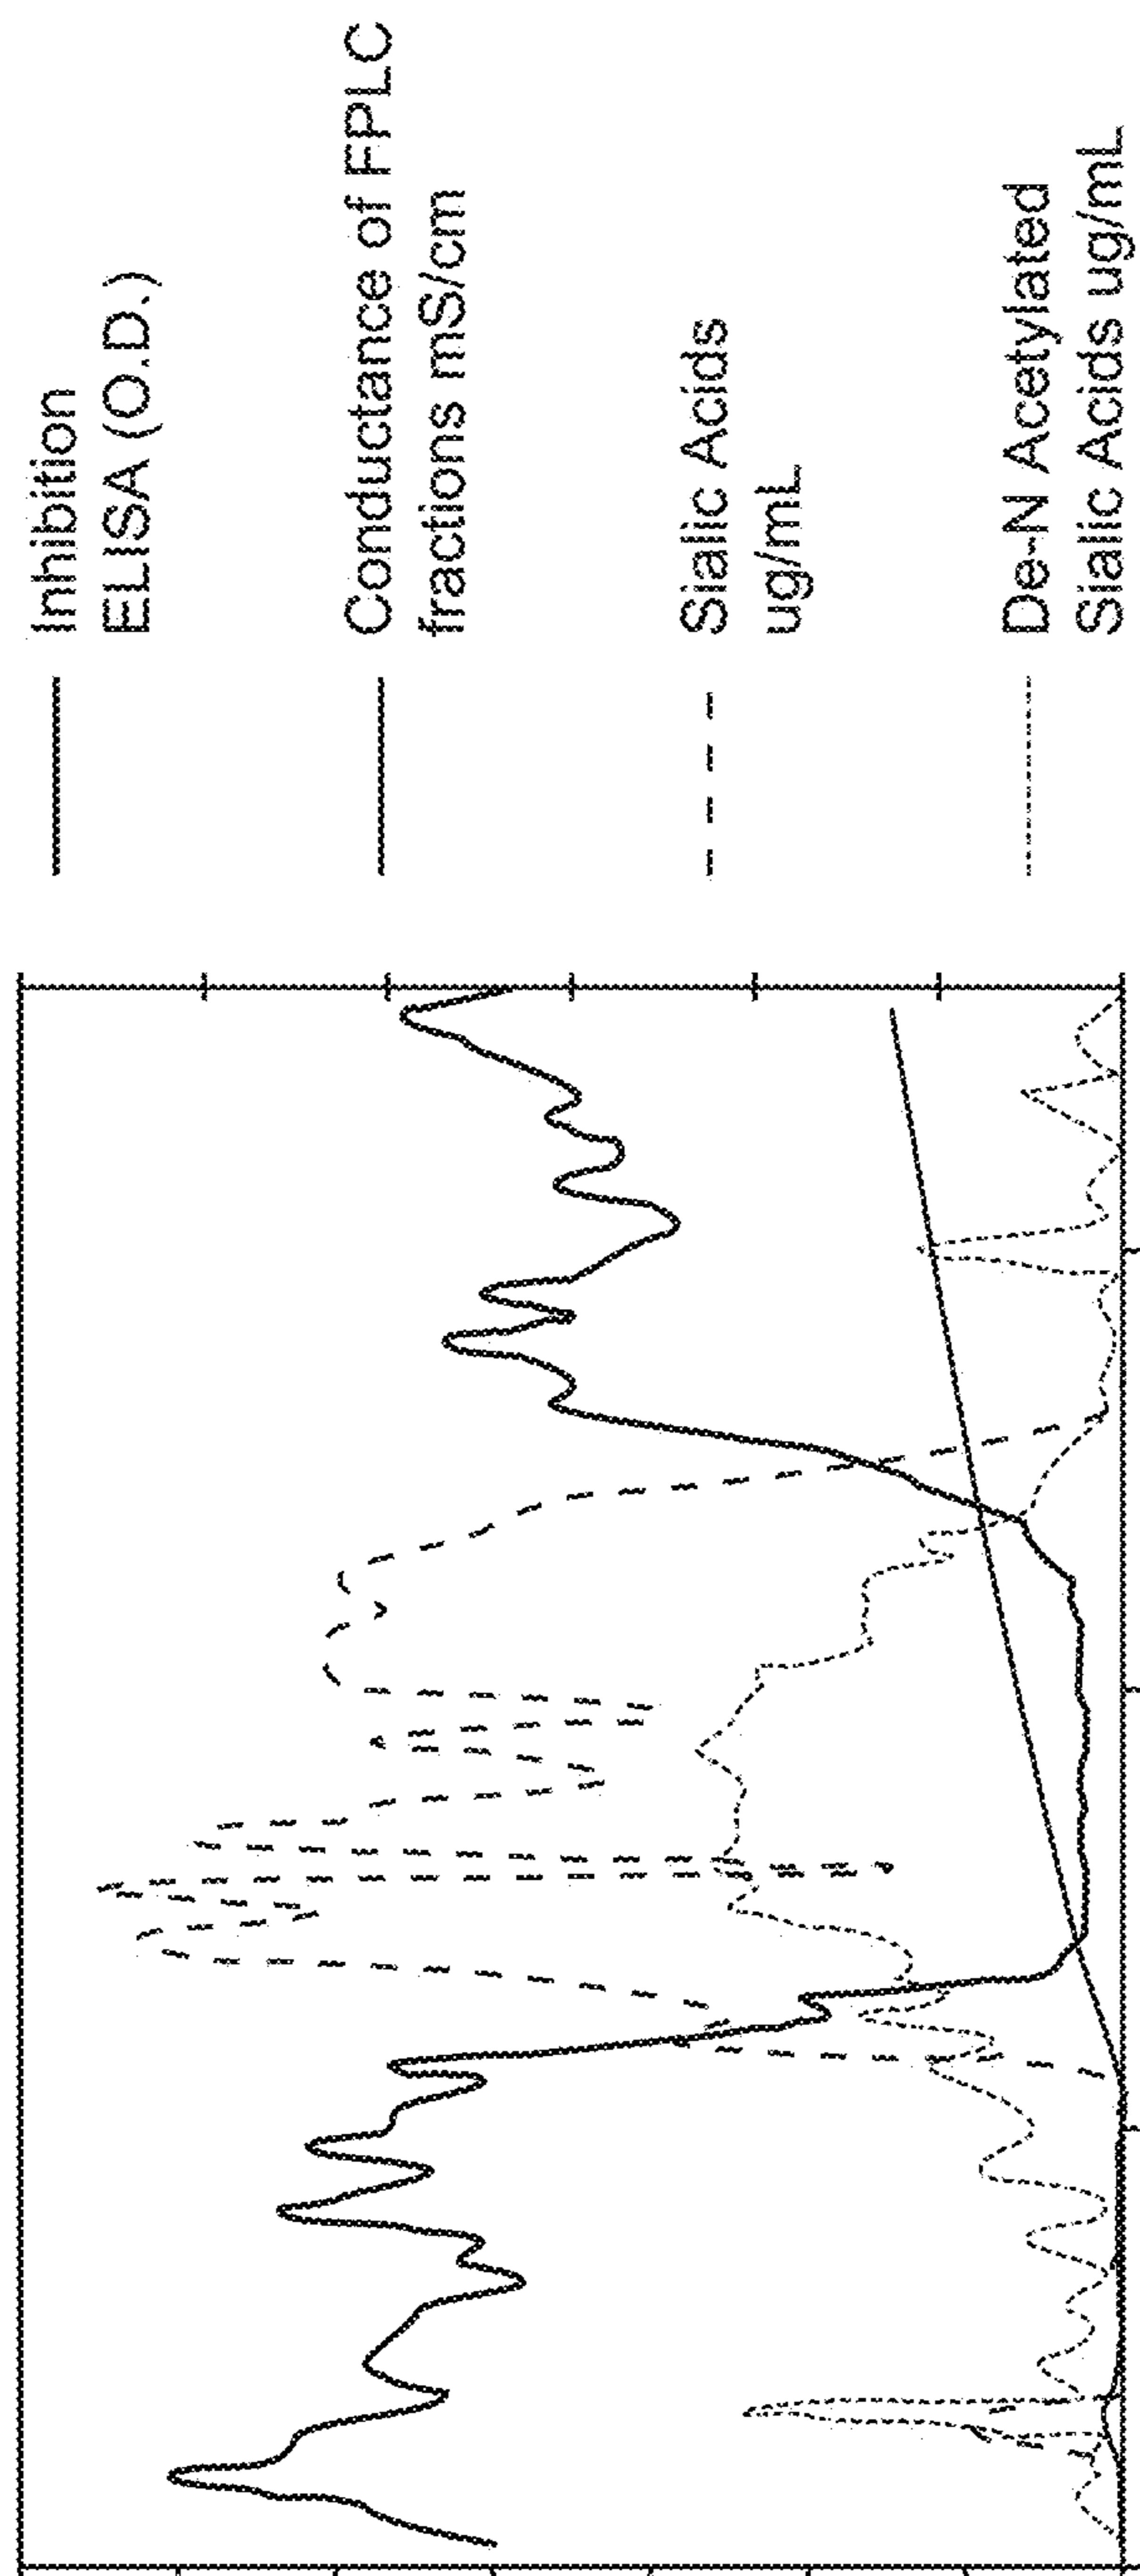 Inhibition
ELISA (O.D.)
Conductance of FPLC
fractions mS/cm
Sialic Acids
ug/mL
De-N Acetylated
Sialic Acids ug/mL